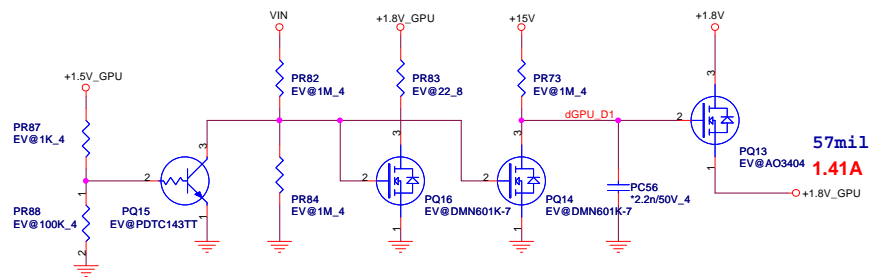 VIN
+1.8V_GPU
+15V
+1.8V
+1.5V_GPU
PR82
EV@1M_4
PR83
EV@22_8
PR73
EV@1M_4
3
dGPU_D1
PR87
EV@1K_4
3
3
3
2
2
2
2
PQ13
EV@AO3404
57mil
1.41A
1
1
PR88
EV@100K_4
2
PQ15
EV@PDTC143TT
1
PR84
EV@1M_4
PQ16
EV@DMN601K-7
1
PQ14
EV@DMN601K-7
1
PC56
*2.2n/50V_4
+1.8V_GPU